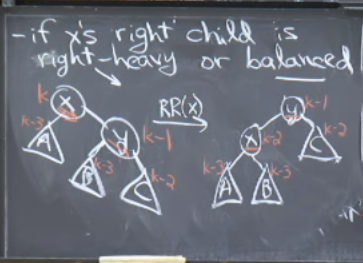 - if x's right child is
right-heavy or balanced
k x
k-3 A
y k-1
B k-3
C k-2
RR(x)
y k-1
x k-2
C k-2
k-3 A
B k-3